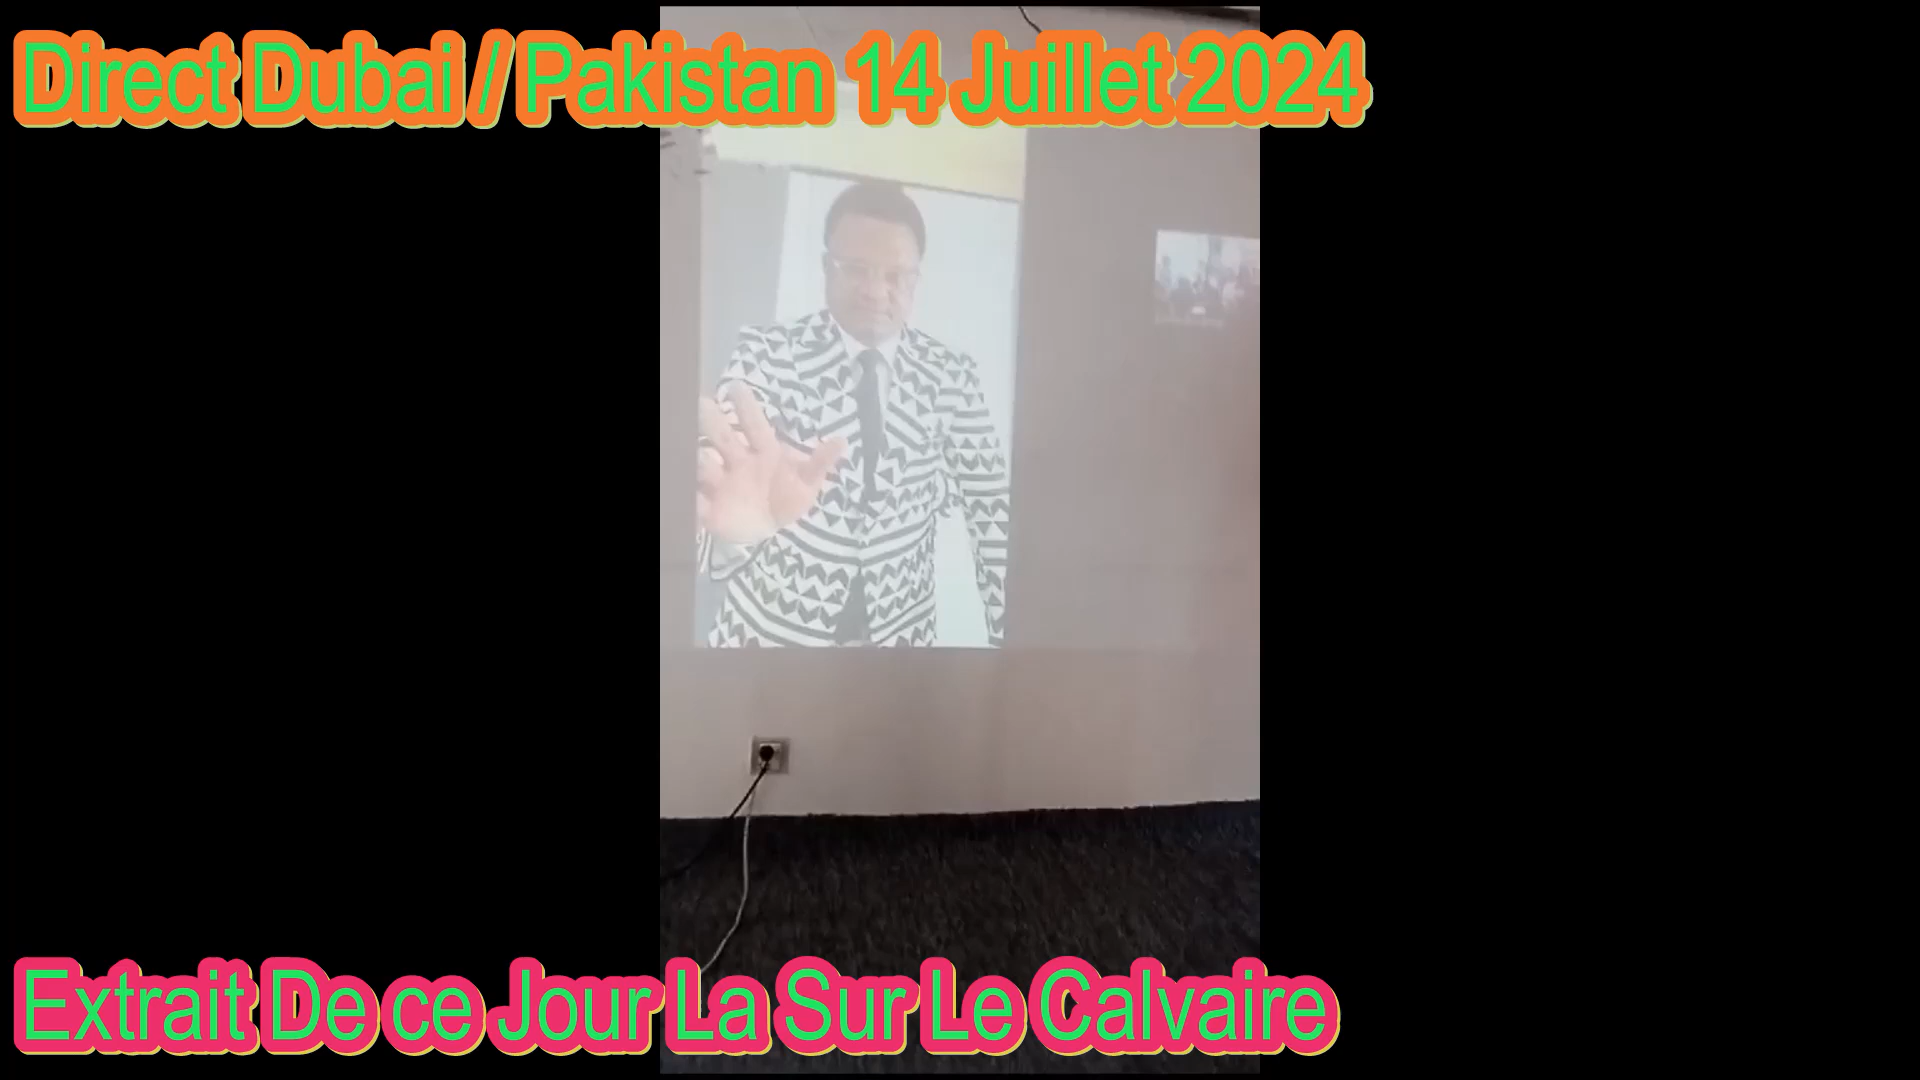 Direct Dubai / Pakistan 14 Juillet 2024
Extrait De ce Jour La Sur Le Calvaire